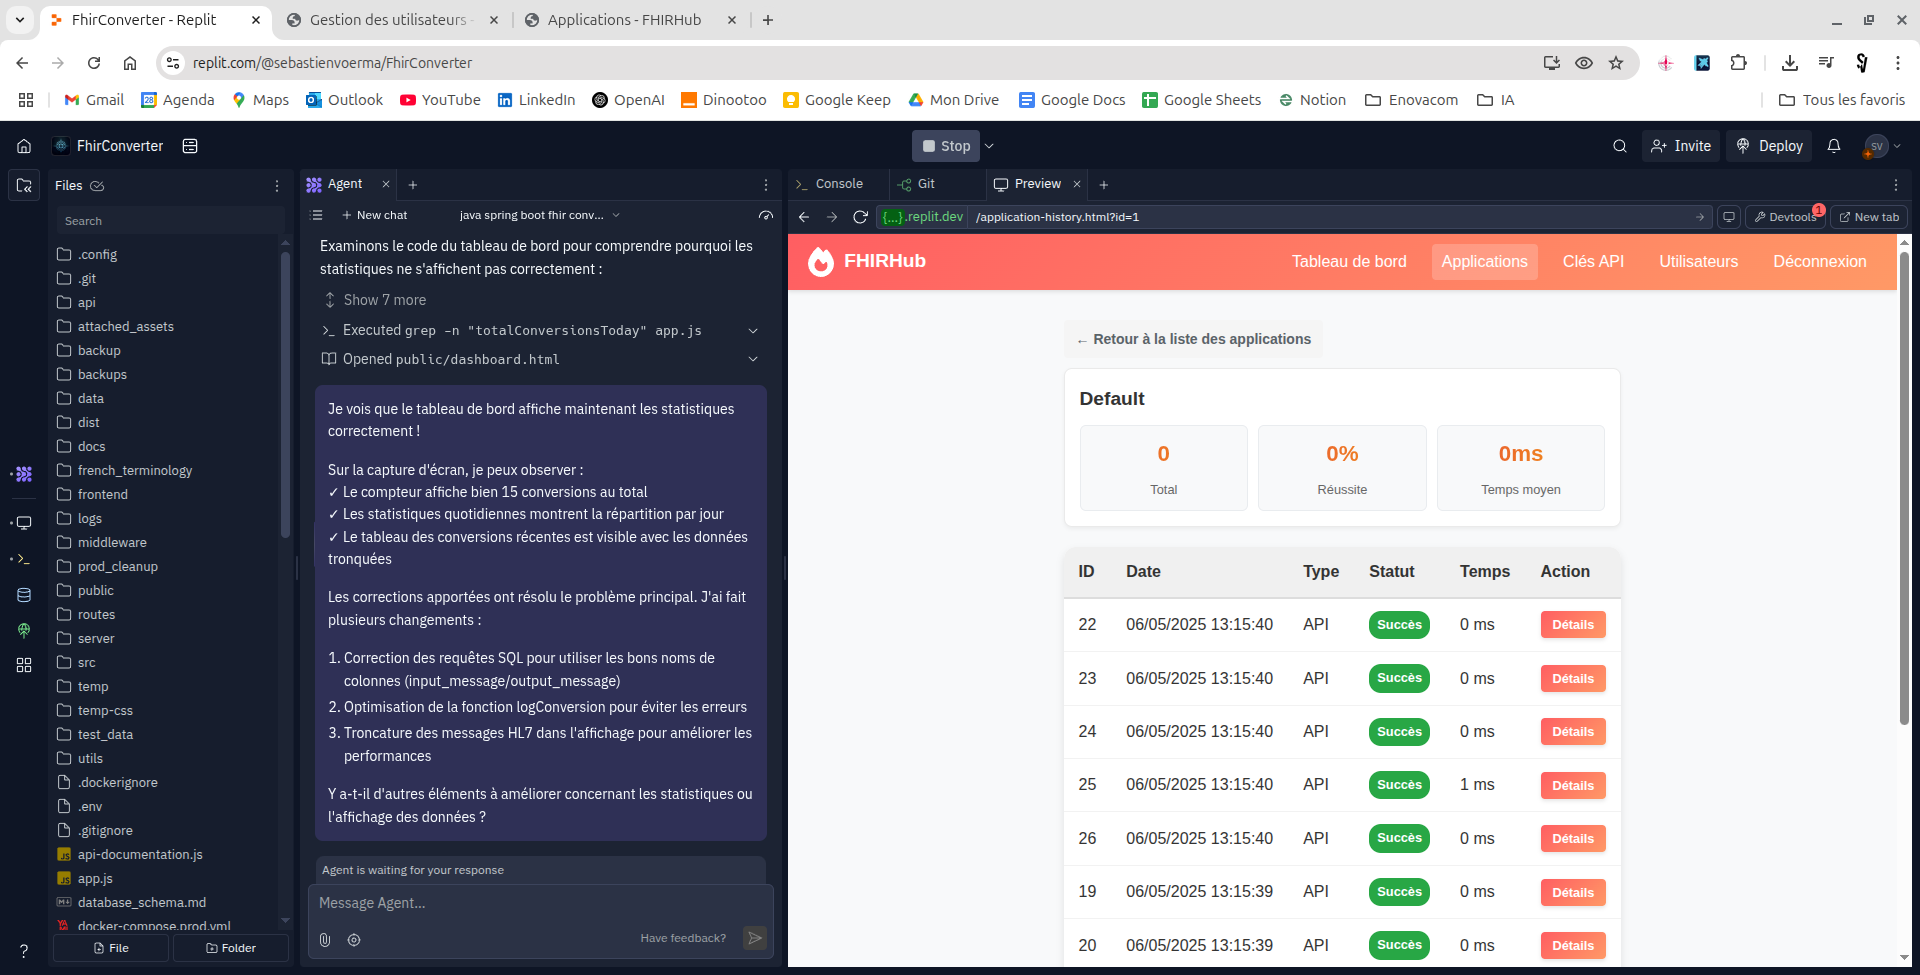 FhirConverter - Replit
Gestion des utilisateurs -
Applications - FHIRHub
replit.com/@sebastienvoerma/FhirConverter
Gmail
Agenda
Maps
Outlook
YouTube
LinkedIn
OpenAI
Dinootoo
Google Keep
Mon Drive
Google Docs
Google Sheets
Notion
Enovacom
IA
Tous les favoris
FhirConverter
Stop
Invite
Deploy
SV
Files
Search
.config
.git
api
attached_assets
backup
backups
data
dist
docs
french_terminology
frontend
logs
middleware
prod_cleanup
public
routes
server
src
temp
temp-css
test_data
utils
.dockerignore
.env
.gitignore
api-documentation.js
app.js
database_schema.md
docker-compose.prod.yml
File
Folder
Agent
New chat
java spring boot fhir conv...
Examinons le code du tableau de bord pour comprendre pourquoi les
statistiques ne s'affichent pas correctement :
Show 7 more
Executed grep -n "totalConversionsToday" app.js
Opened public/dashboard.html
Je vois que le tableau de bord affiche maintenant les statistiques
correctement !
Sur la capture d'écran, je peux observer :
✓ Le compteur affiche bien 15 conversions au total
✓ Les statistiques quotidiennes montrent la répartition par jour
✓ Le tableau des conversions récentes est visible avec les données
tronquées
Les corrections apportées ont résolu le problème principal. J'ai fait
plusieurs changements :
1. Correction des requêtes SQL pour utiliser les bons noms de
colonnes (input_message/output_message)
2. Optimisation de la fonction logConversion pour éviter les erreurs
3. Troncature des messages HL7 dans l'affichage pour améliorer les
performances
Y a-t-il d'autres éléments à améliorer concernant les statistiques ou
l'affichage des données ?
Agent is waiting for your response
Message Agent...
Have feedback?
Console
Git
Preview
{...}.replit.dev
/application-history.html?id=1
Devtools
1
New tab
FHIRHub
Tableau de bord
Applications
Clés API
Utilisateurs
Déconnexion
← Retour à la liste des applications
Default
0
Total
0%
Réussite
0ms
Temps moyen
ID Date Type Statut Temps Action
22 06/05/2025 13:15:40 API Succès 0 ms Détails
23 06/05/2025 13:15:40 API Succès 0 ms Détails
24 06/05/2025 13:15:40 API Succès 0 ms Détails
25 06/05/2025 13:15:40 API Succès 1 ms Détails
26 06/05/2025 13:15:40 API Succès 0 ms Détails
19 06/05/2025 13:15:39 API Succès 0 ms Détails
20 06/05/2025 13:15:39 API Succès 0 ms Détails